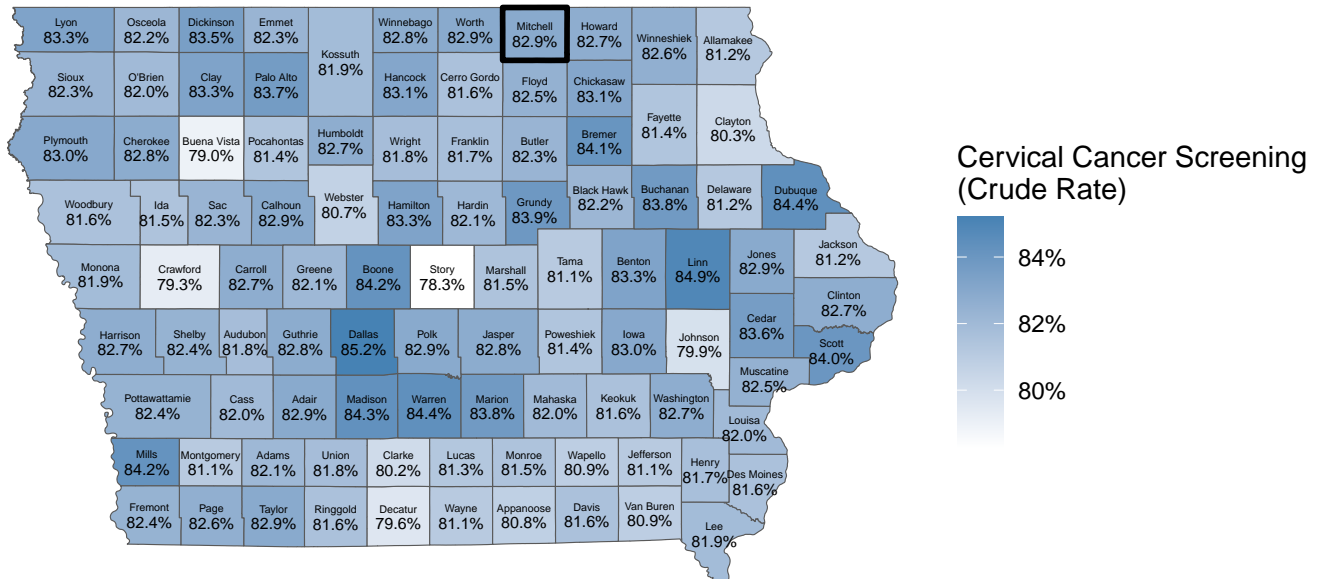 Lyon
83.3%
Osceola
82.2%
Dickinson
83.5%
Emmet
82.3%
Kossuth
81.9%
Winnebago
82.8%
Worth
82.9%
Mitchell
82.9%
Howard
82.7%
Winneshiek
82.6%
Allamakee
81.2%
Sioux
82.3%
O'Brien
82.0%
Clay
83.3%
Palo Alto
83.7%
Hancock
83.1%
Cerro Gordo
81.6%
Floyd
82.5%
Chickasaw
83.1%
Fayette
81.4%
Clayton
80.3%
Plymouth
83.0%
Cherokee
82.8%
Buena Vista
79.0%
Pocahontas
81.4%
Humboldt
82.7%
Wright
81.8%
Franklin
81.7%
Butler
82.3%
Bremer
84.1%
Woodbury
81.6%
Ida
81.5%
Sac
82.3%
Calhoun
82.9%
Webster
80.7%
Hamilton
83.3%
Hardin
82.1%
Grundy
83.9%
Black Hawk
82.2%
Buchanan
83.8%
Delaware
81.2%
Dubuque
84.4%
Monona
81.9%
Crawford
79.3%
Carroll
82.7%
Greene
82.1%
Boone
84.2%
Story
78.3%
Marshall
81.5%
Tama
81.1%
Benton
83.3%
Linn
84.9%
Jones
82.9%
Jackson
81.2%
Clinton
82.7%
Harrison
82.7%
Shelby
82.4%
Audubon
81.8%
Guthrie
82.8%
Dallas
85.2%
Polk
82.9%
Jasper
82.8%
Poweshiek
81.4%
Iowa
83.0%
Johnson
79.9%
Cedar
83.6%
Scott
84.0%
Muscatine
82.5%
Pottawattamie
82.4%
Cass
82.0%
Adair
82.9%
Madison
84.3%
Warren
84.4%
Marion
83.8%
Mahaska
82.0%
Keokuk
81.6%
Washington
82.7%
Louisa
82.0%
Mills
84.2%
Montgomery
81.1%
Adams
82.1%
Union
81.8%
Clarke
80.2%
Lucas
81.3%
Monroe
81.5%
Wapello
80.9%
Jefferson
81.1%
Henry
81.7%
Des Moines
81.6%
Fremont
82.4%
Page
82.6%
Taylor
82.9%
Ringgold
81.6%
Decatur
79.6%
Wayne
81.1%
Appanoose
80.8%
Davis
81.6%
Van Buren
80.9%
Lee
81.9%
Cervical Cancer Screening
(Crude Rate)
84%
82%
80%